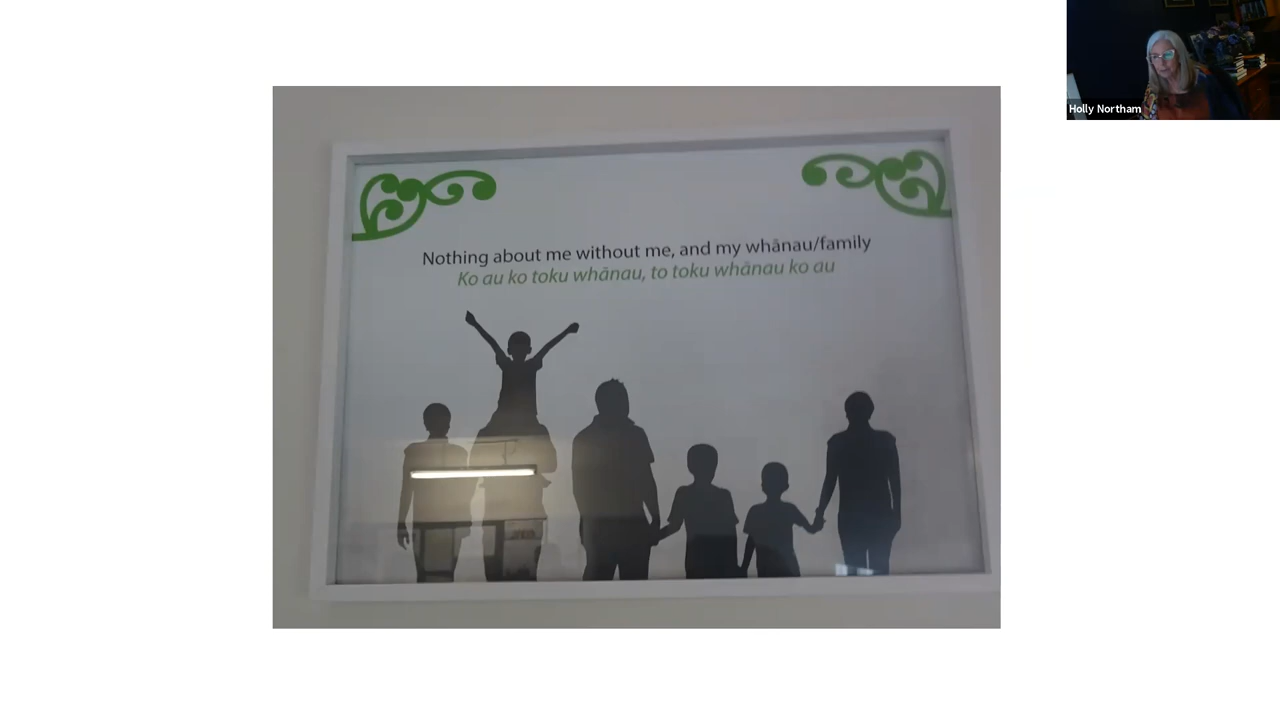 Nothing about me without me, and my whānau/family
Ko au ko toku whānau, to toku whānau ko au
Holly Northam